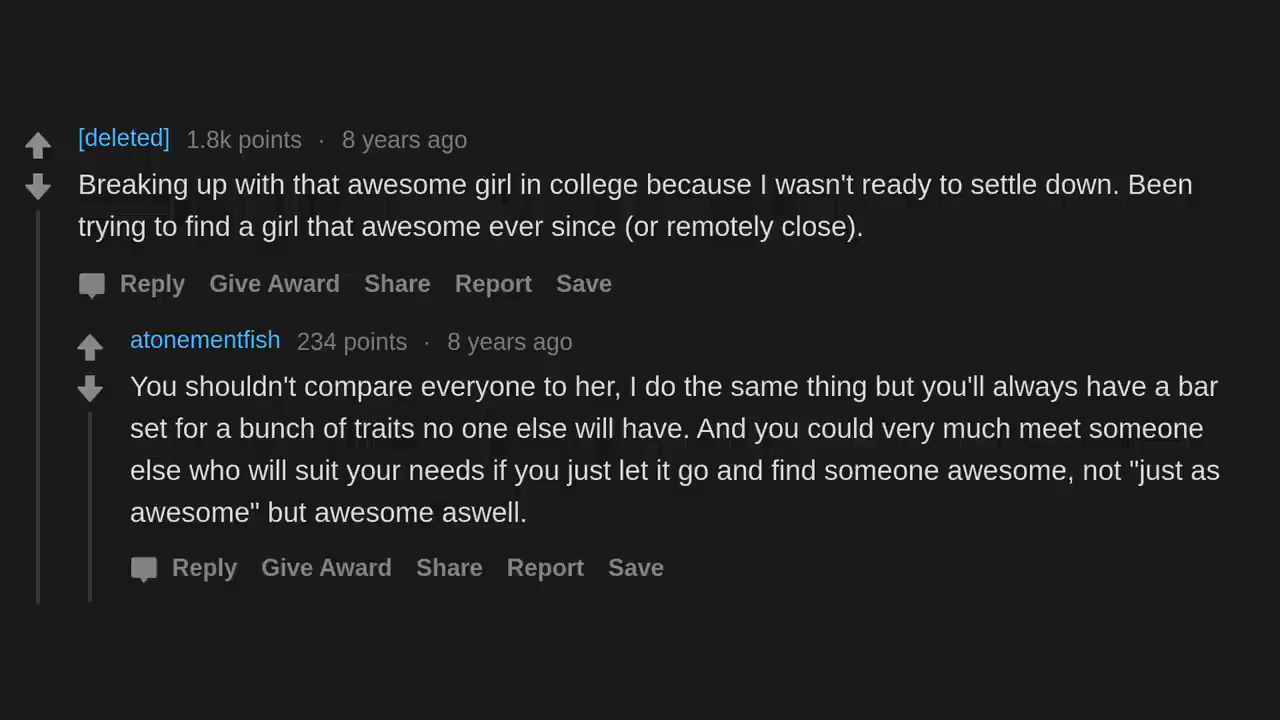 [deleted] 1.8k points · 8 years ago
Breaking up with that awesome girl in college because I wasn't ready to settle down. Been
trying to find a girl that awesome ever since (or remotely close).
Reply Give Award Share Report Save
atonementfish 234 points · 8 years ago
You shouldn't compare everyone to her, I do the same thing but you'll always have a bar
set for a bunch of traits no one else will have. And you could very much meet someone
else who will suit your needs if you just let it go and find someone awesome, not "just as
awesome" but awesome aswell.
Reply Give Award Share Report Save